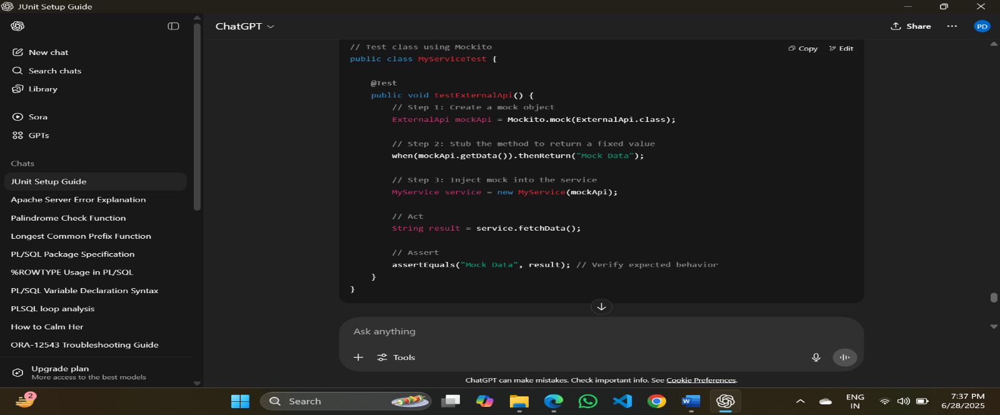 JUnit Setup Guide
ChatGPT
Share
PD
New chat
Search chats
Library
Sora
GPTs
Chats
JUnit Setup Guide
Apache Server Error Explanation
Palindrome Check Function
Longest Common Prefix Function
PL/SQL Package Specification
%ROWTYPE Usage in PL/SQL
PL/SQL Variable Declaration Syntax
PLSQL loop analysis
How to Calm Her
ORA-12543 Troubleshooting Guide
Upgrade plan
More access to the best models
Copy Edit
// Test class using Mockito
public class MyServiceTest {
@Test
public void testExternalApi() {
// Step 1: Create a mock object
ExternalApi mockApi = Mockito.mock(ExternalApi.class);
// Step 2: Stub the method to return a fixed value
when(mockApi.getData()).thenReturn("Mock Data");
// Step 3: Inject mock into the service
MyService service = new MyService(mockApi);
// Act
String result = service.fetchData();
// Assert
assertEquals("Mock Data", result); // Verify expected behavior
}
}
Ask anything
Tools
ChatGPT can make mistakes. Check important info. See Cookie Preferences.
2
Search
ENG
IN
7:37 PM
6/28/2025